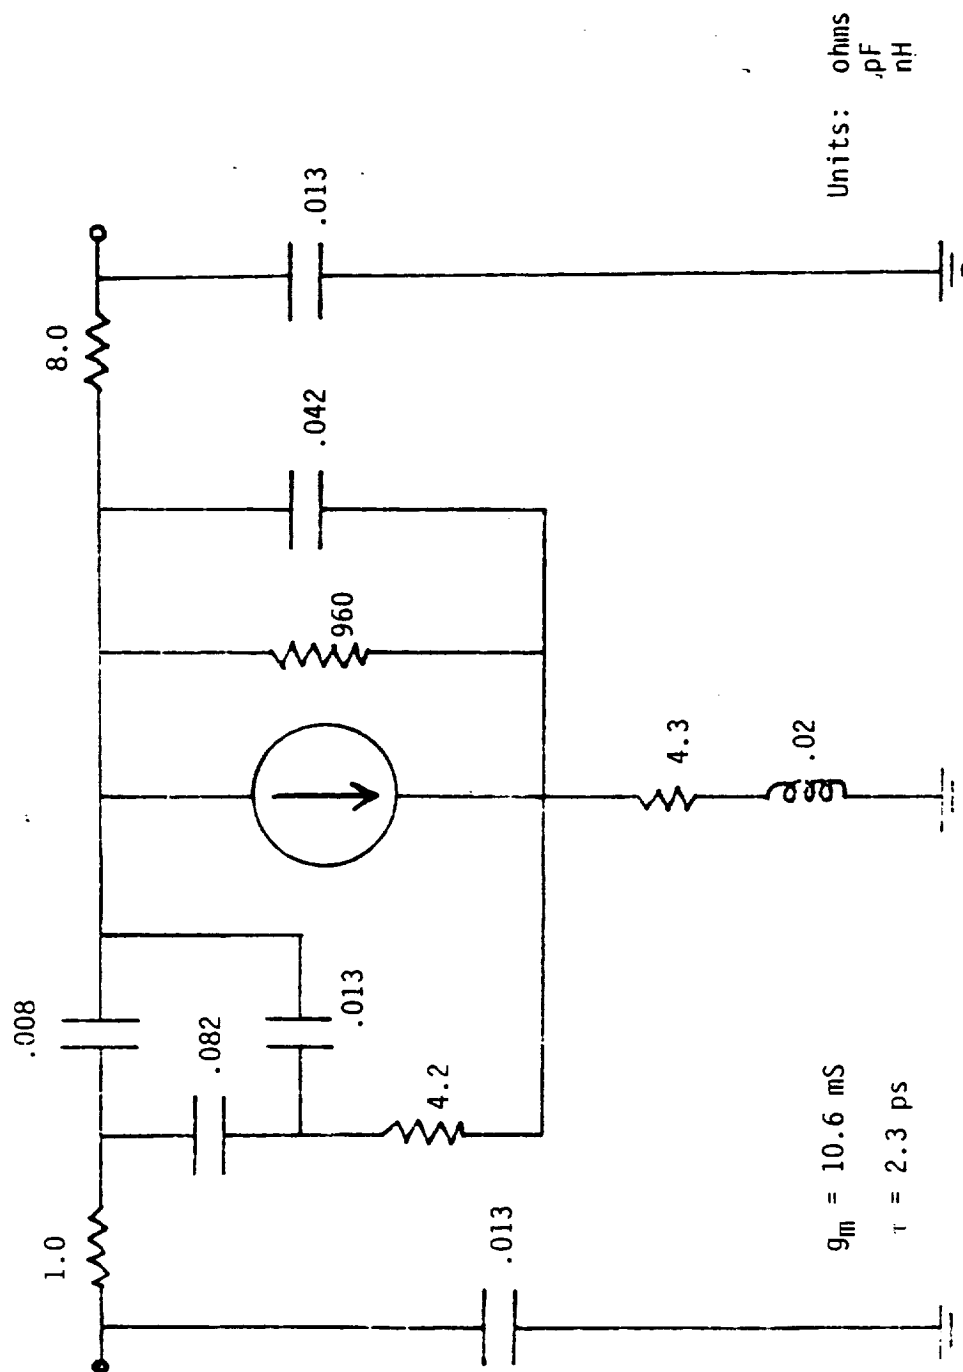 1.0
.008
8.0
.082
.013
.042
.013
960
4.2
.013
4.3
.02
gm = 10.6 mS
τ = 2.3 ps
Units: ohms
pF
nH